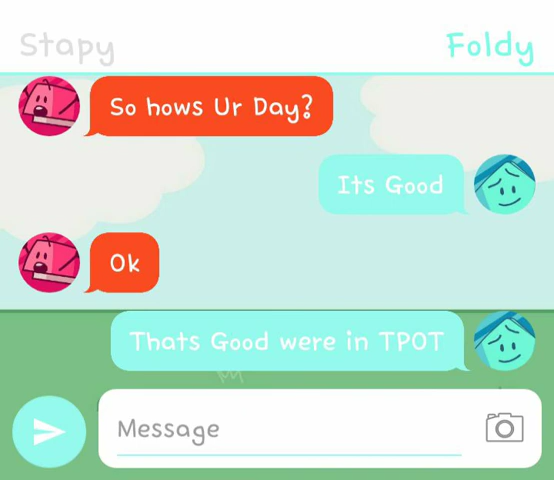 Stapy
Foldy
So hows Ur Day?
Its Good
Ok
Thats Good were in TPOT
Message